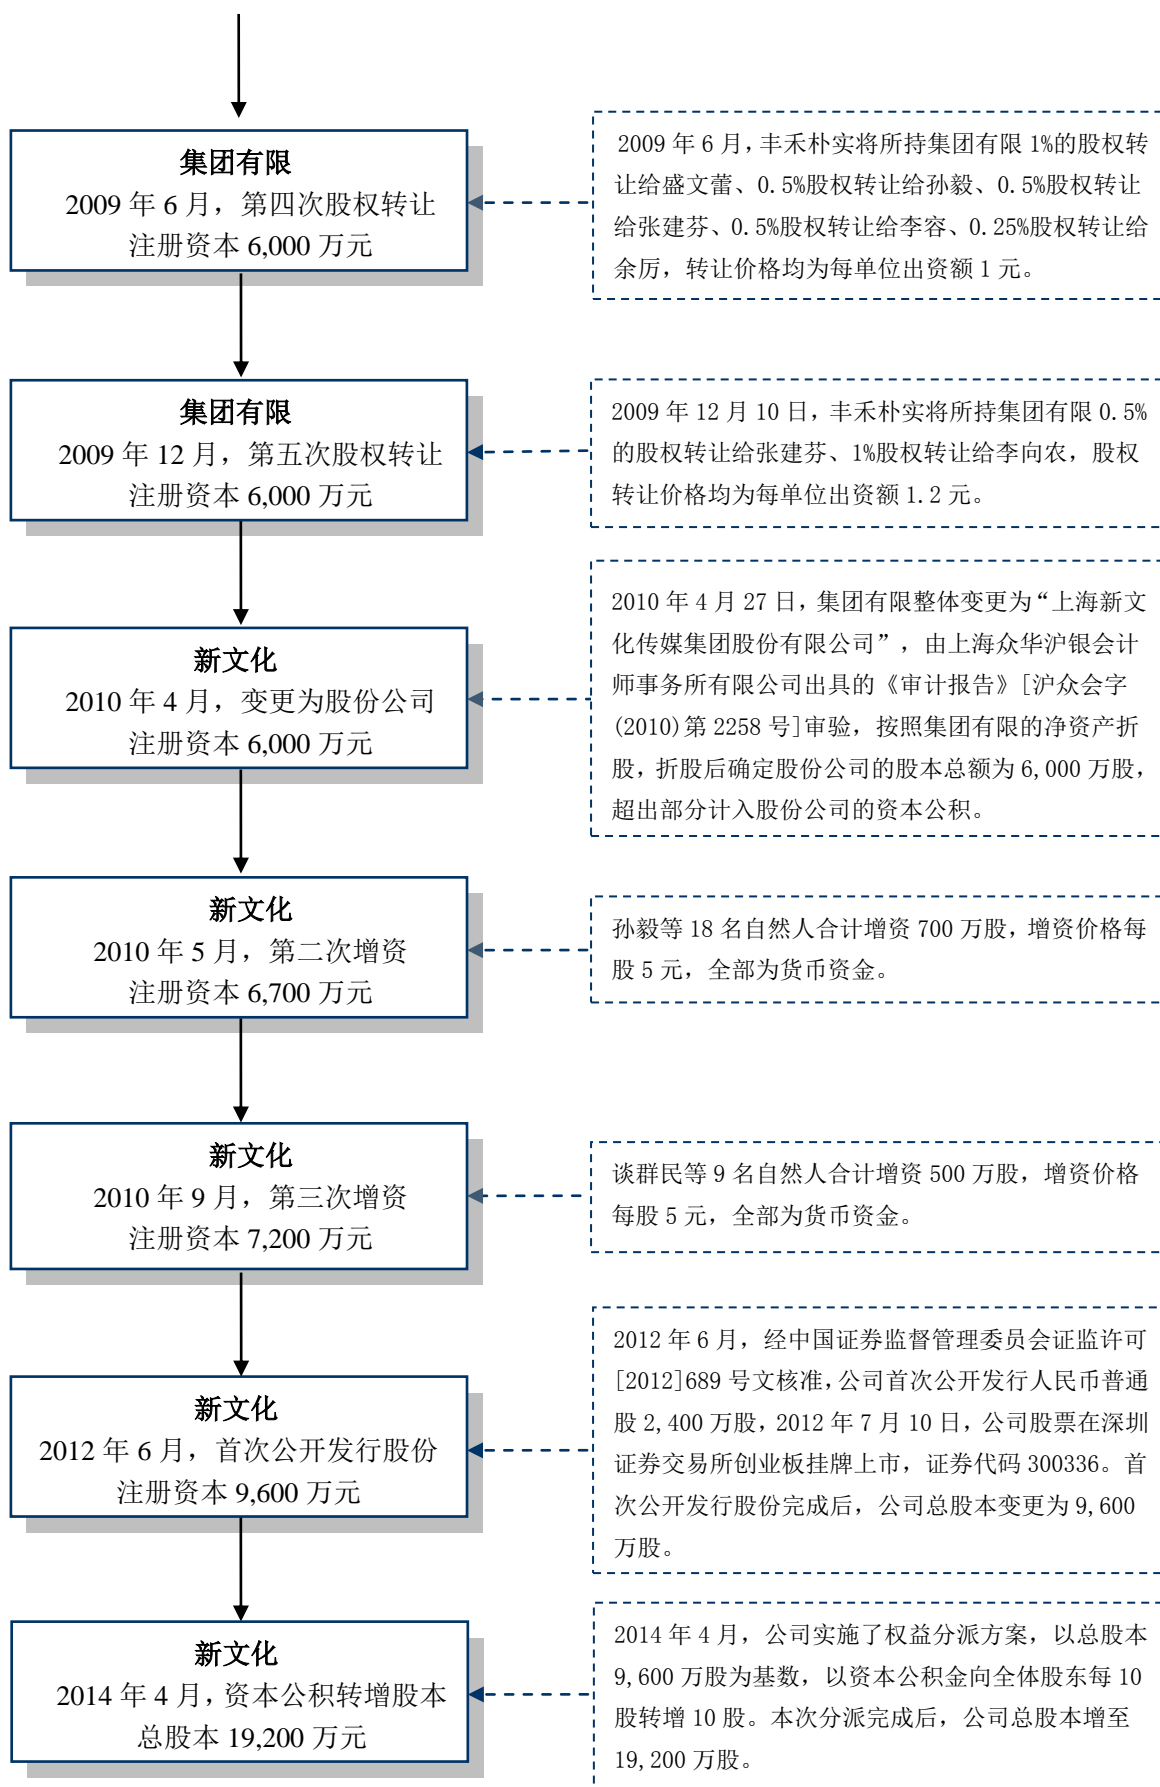 集团有限
2009 年 6 月，第四次股权转让
注册资本 6,000 万元
2009 年 6 月，丰禾朴实将所持集团有限 1%的股权转
让给盛文蕾、0.5%股权转让给孙毅、0.5%股权转让
给张建芬、0.5%股权转让给李容、0.25%股权转让给
余厉，转让价格均为每单位出资额 1 元。
集团有限
2009 年 12 月，第五次股权转让
注册资本 6,000 万元
2009 年 12 月 10 日，丰禾朴实将所持集团有限 0.5%
的股权转让给张建芬、1%股权转让给李向农，股权
转让价格均为每单位出资额 1.2 元。
新文化
2010 年 4 月，变更为股份公司
注册资本 6,000 万元
2010 年 4 月 27 日，集团有限整体变更为“上海新文
化传媒集团股份有限公司”，由上海众华沪银会计
师事务所有限公司出具的《审计报告》[沪众会字
(2010)第 2258 号]审验，按照集团有限的净资产折
股，折股后确定股份公司的股本总额为 6,000 万股，
超出部分计入股份公司的资本公积。
新文化
2010 年 5 月，第二次增资
注册资本 6,700 万元
孙毅等 18 名自然人合计增资 700 万股，增资价格每
股 5 元，全部为货币资金。
新文化
2010 年 9 月，第三次增资
注册资本 7,200 万元
谈群民等 9 名自然人合计增资 500 万股，增资价格
每股 5 元，全部为货币资金。
新文化
2012 年 6 月，首次公开发行股份
注册资本 9,600 万元
2012 年 6 月，经中国证券监督管理委员会证监许可
[2012]689 号文核准，公司首次公开发行人民币普通
股 2,400 万股，2012 年 7 月 10 日，公司股票在深圳
证券交易所创业板挂牌上市，证券代码 300336。首
次公开发行股份完成后，公司总股本变更为 9,600
万股。
新文化
2014 年 4 月，资本公积转增股本
总股本 19,200 万元
2014 年 4 月，公司实施了权益分派方案，以总股本
9,600 万股为基数，以资本公积金向全体股东每 10
股转增 10 股。本次分派完成后，公司总股本增至
19,200 万股。